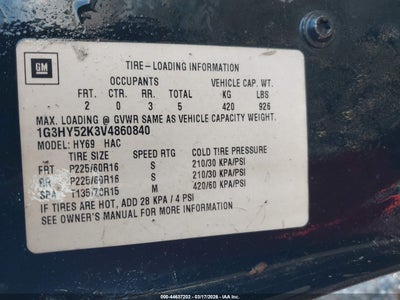 GM
TIRE-LOADING INFORMATION
OCCUPANTS VEHICLE CAP. WT.
FRT. CTR. RR. TOTAL KG LBS
2 0 3 5 420 926
MAX. LOADING @ GVWR SAME AS VEHICLE CAPACITY WEIGHT.
1G3HY52K3V4860840
MODEL: HY69 HAC
TIRE SIZE SPEED RTG COLD TIRE PRESSURE
FRT P225/60R16 S 210/30 KPA/PSI
RR P225/60R16 S 210/30 KPA/PSI
SPA T135/70R15 M 420/60 KPA/PSI
IF TIRES ARE HOT, ADD 28 KPA / 4 PSI
SEE OWNER'S MANUAL FOR MORE INFORMATION
000-44637203 - 03/17/2026 - IAA Inc.